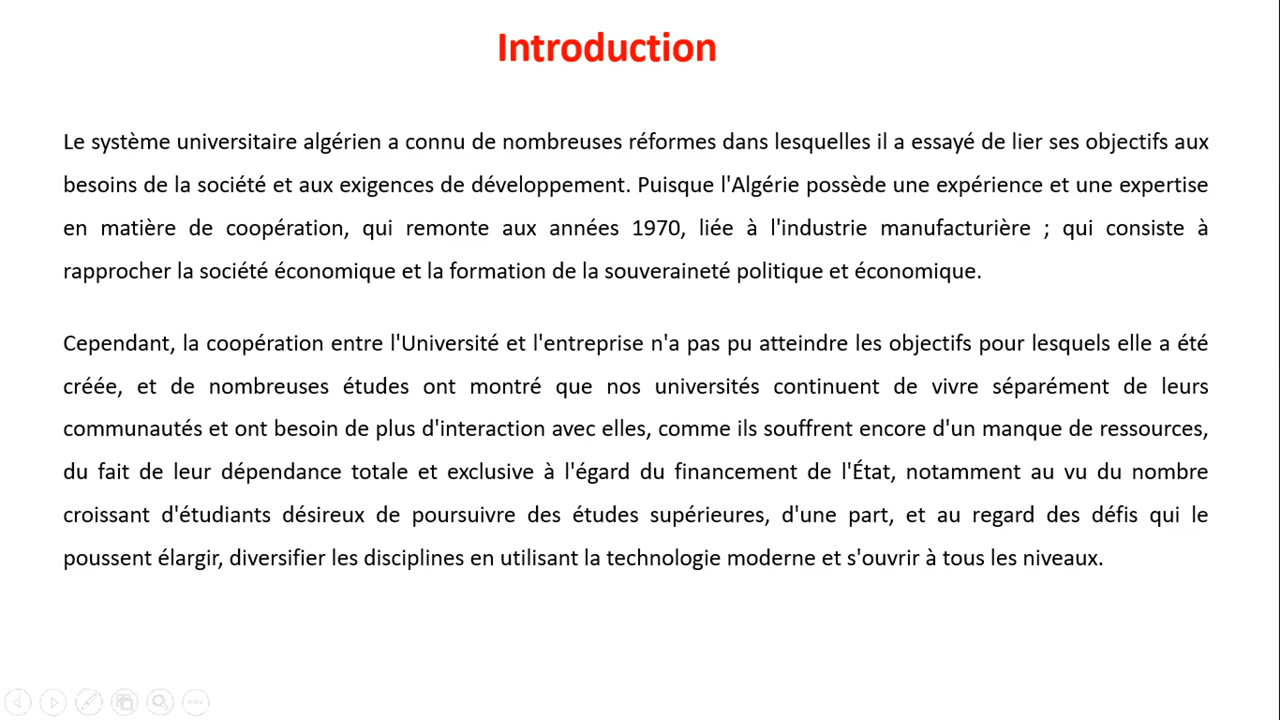 Introduction
Le système universitaire algérien a connu de nombreuses réformes dans lesquelles il a essayé de lier ses objectifs aux
besoins de la société et aux exigences de développement. Puisque l'Algérie possède une expérience et une expertise
en matière de coopération, qui remonte aux années 1970, liée à l'industrie manufacturière ; qui consiste à
rapprocher la société économique et la formation de la souveraineté politique et économique.
Cependant, la coopération entre l'Université et l'entreprise n'a pas pu atteindre les objectifs pour lesquels elle a été
créée, et de nombreuses études ont montré que nos universités continuent de vivre séparément de leurs
communautés et ont besoin de plus d'interaction avec elles, comme ils souffrent encore d'un manque de ressources,
du fait de leur dépendance totale et exclusive à l'égard du financement de l'État, notamment au vu du nombre
croissant d'étudiants désireux de poursuivre des études supérieures, d'une part, et au regard des défis qui le
poussent élargir, diversifier les disciplines en utilisant la technologie moderne et s'ouvrir à tous les niveaux.